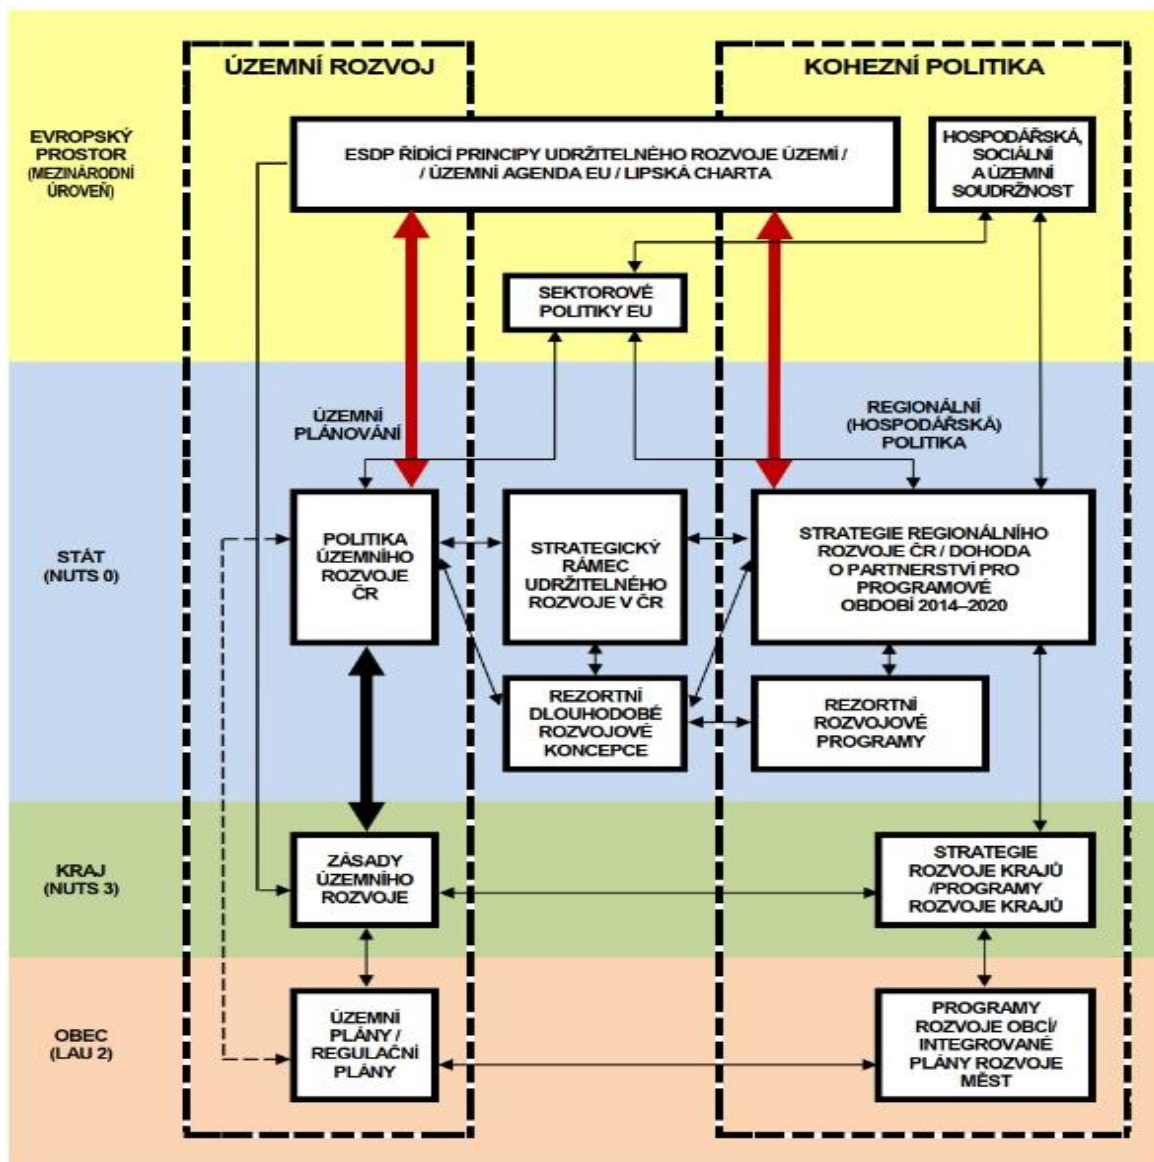 ÚZEMNÍ ROZVOJ
KOHEZNÍ POLITIKA
EVROPSKÝ
PROSTOR
(MEZINÁRODNÍ
ÚROVEŇ)
ESDP ŘÍDÍCÍ PRINCIPY UDRŽITELNÉHO ROZVOJE ÚZEMÍ /
/ ÚZEMNÍ AGENDA EU / LIPSKÁ CHARTA
HOSPODÁŘSKÁ,
SOCIÁLNÍ
A ÚZEMNÍ
SOUDRŽNOST
SEKTOROVÉ
POLITIKY EU
ÚZEMNÍ
PLÁNOVÁNÍ
REGIONÁLNÍ
(HOSPODÁŘSKÁ)
POLITIKA
STÁT
(NUTS 0)
POLITIKA
ÚZEMNÍHO
ROZVOJE
ČR
STRATEGICKÝ
RÁMEC
UDRŽITELNÉHO
ROZVOJE V ČR
STRATEGIE REGIONÁLNÍHO
ROZVOJE ČR / DOHODA
O PARTNERSTVÍ PRO
PROGRAMOVÉ
OBDOBÍ 2014–2020
REZORTNÍ
DLOUHODOBÉ
ROZVOJOVÉ
KONCEPCE
REZORTNÍ
ROZVOJOVÉ
PROGRAMY
KRAJ
(NUTS 3)
ZÁSADY
ÚZEMNÍHO
ROZVOJE
STRATEGIE
ROZVOJE KRAJŮ
/PROGRAMY
ROZVOJE KRAJŮ
OBEC
(LAU 2)
ÚZEMNÍ
PLÁNY /
REGULAČNÍ
PLÁNY
PROGRAMY
ROZVOJE OBCÍ/
INTEGROVANÉ
PLÁNY ROZVOJE
MĚST